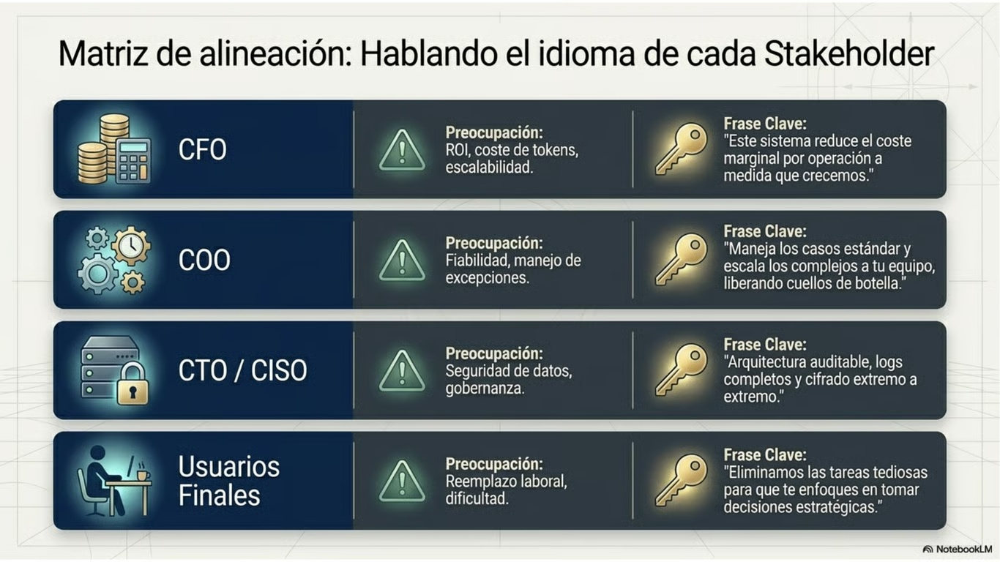 Matriz de alineación: Hablando el idioma de cada Stakeholder
CFO
Preocupación:
ROI, coste de tokens,
escalabilidad.
Frase Clave:
"Este sistema reduce el coste
marginal por operación a
medida que crecemos."
COO
Preocupación:
Fiabilidad, manejo de
excepciones.
Frase Clave:
"Maneja los casos estándar y
escala los complejos a tu equipo,
liberando cuellos de botella."
CTO / CISO
Preocupación:
Seguridad de datos,
gobernanza.
Frase Clave:
"Arquitectura auditable, logs
completos y cifrado extremo a
extremo."
Usuarios
Finales
Preocupación:
Reemplazo laboral,
dificultad.
Frase Clave:
"Eliminamos las tareas tediosas
para que te enfoques en tomar
decisiones estratégicas."
NotebookLM